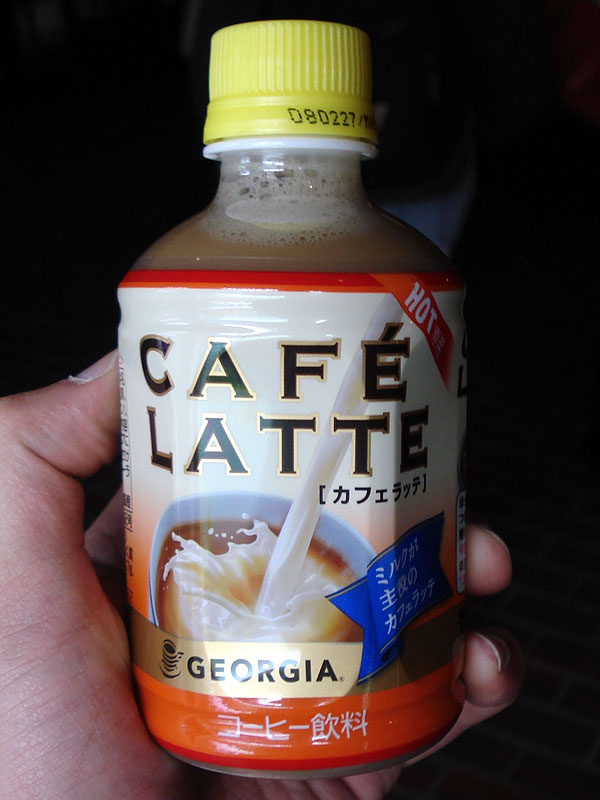 080227/
HOT
CAFÉ
LATTE
[カフェラッテ]
ミルクが
主役の
カフェラッテ
GEORGIA®
コーヒー飲料